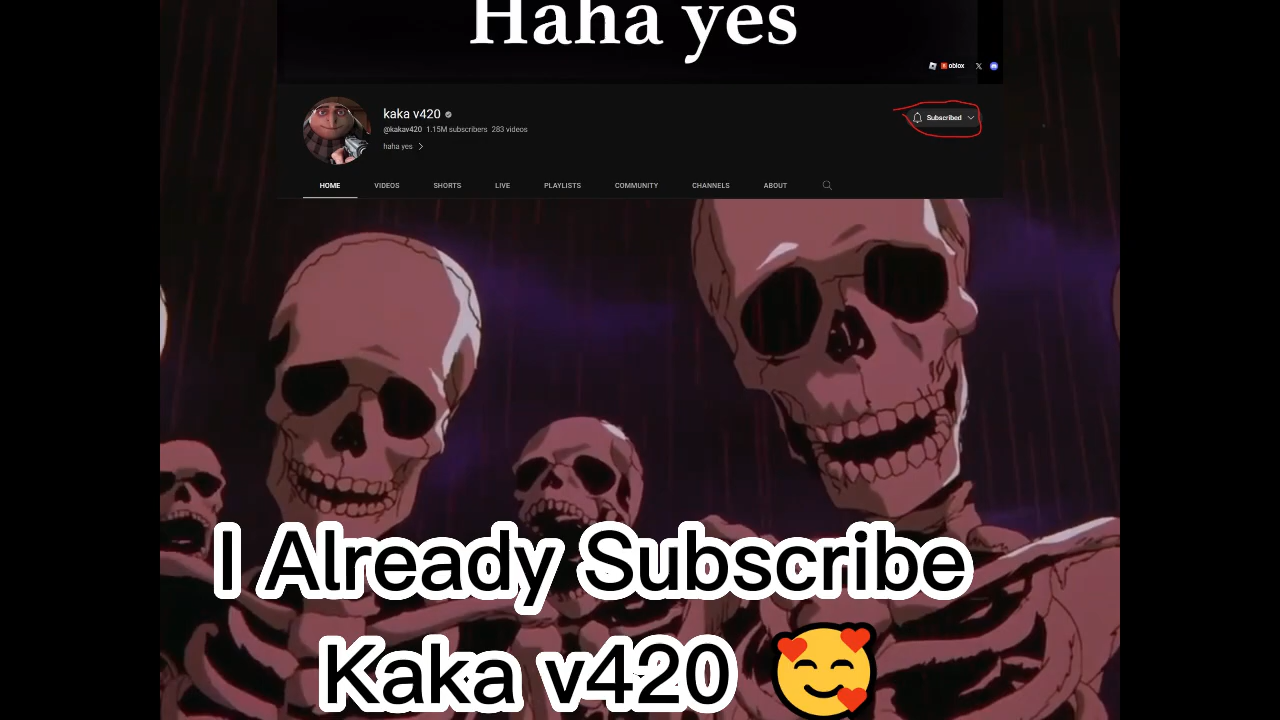 Haha yes
oblox
kaka v420
Subscribed
@kakav420 1.15M subscribers 283 videos
haha yes
HOME VIDEOS SHORTS LIVE PLAYLISTS COMMUNITY CHANNELS ABOUT
I Already Subscribe
Kaka v420 🥰